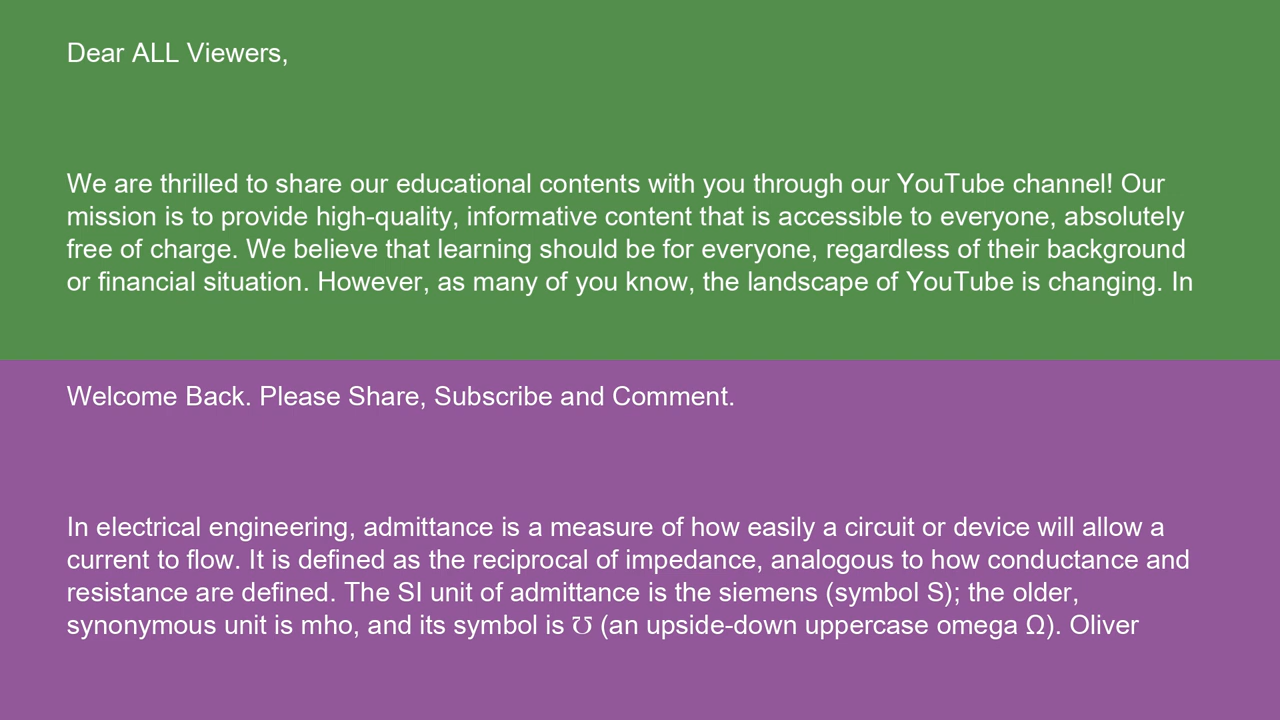 Dear ALL Viewers,
We are thrilled to share our educational contents with you through our YouTube channel! Our
mission is to provide high-quality, informative content that is accessible to everyone, absolutely
free of charge. We believe that learning should be for everyone, regardless of their background
or financial situation. However, as many of you know, the landscape of YouTube is changing. In
Welcome Back. Please Share, Subscribe and Comment.
In electrical engineering, admittance is a measure of how easily a circuit or device will allow a
current to flow. It is defined as the reciprocal of impedance, analogous to how conductance and
resistance are defined. The SI unit of admittance is the siemens (symbol S); the older,
synonymous unit is mho, and its symbol is ℧ (an upside-down uppercase omega Ω). Oliver